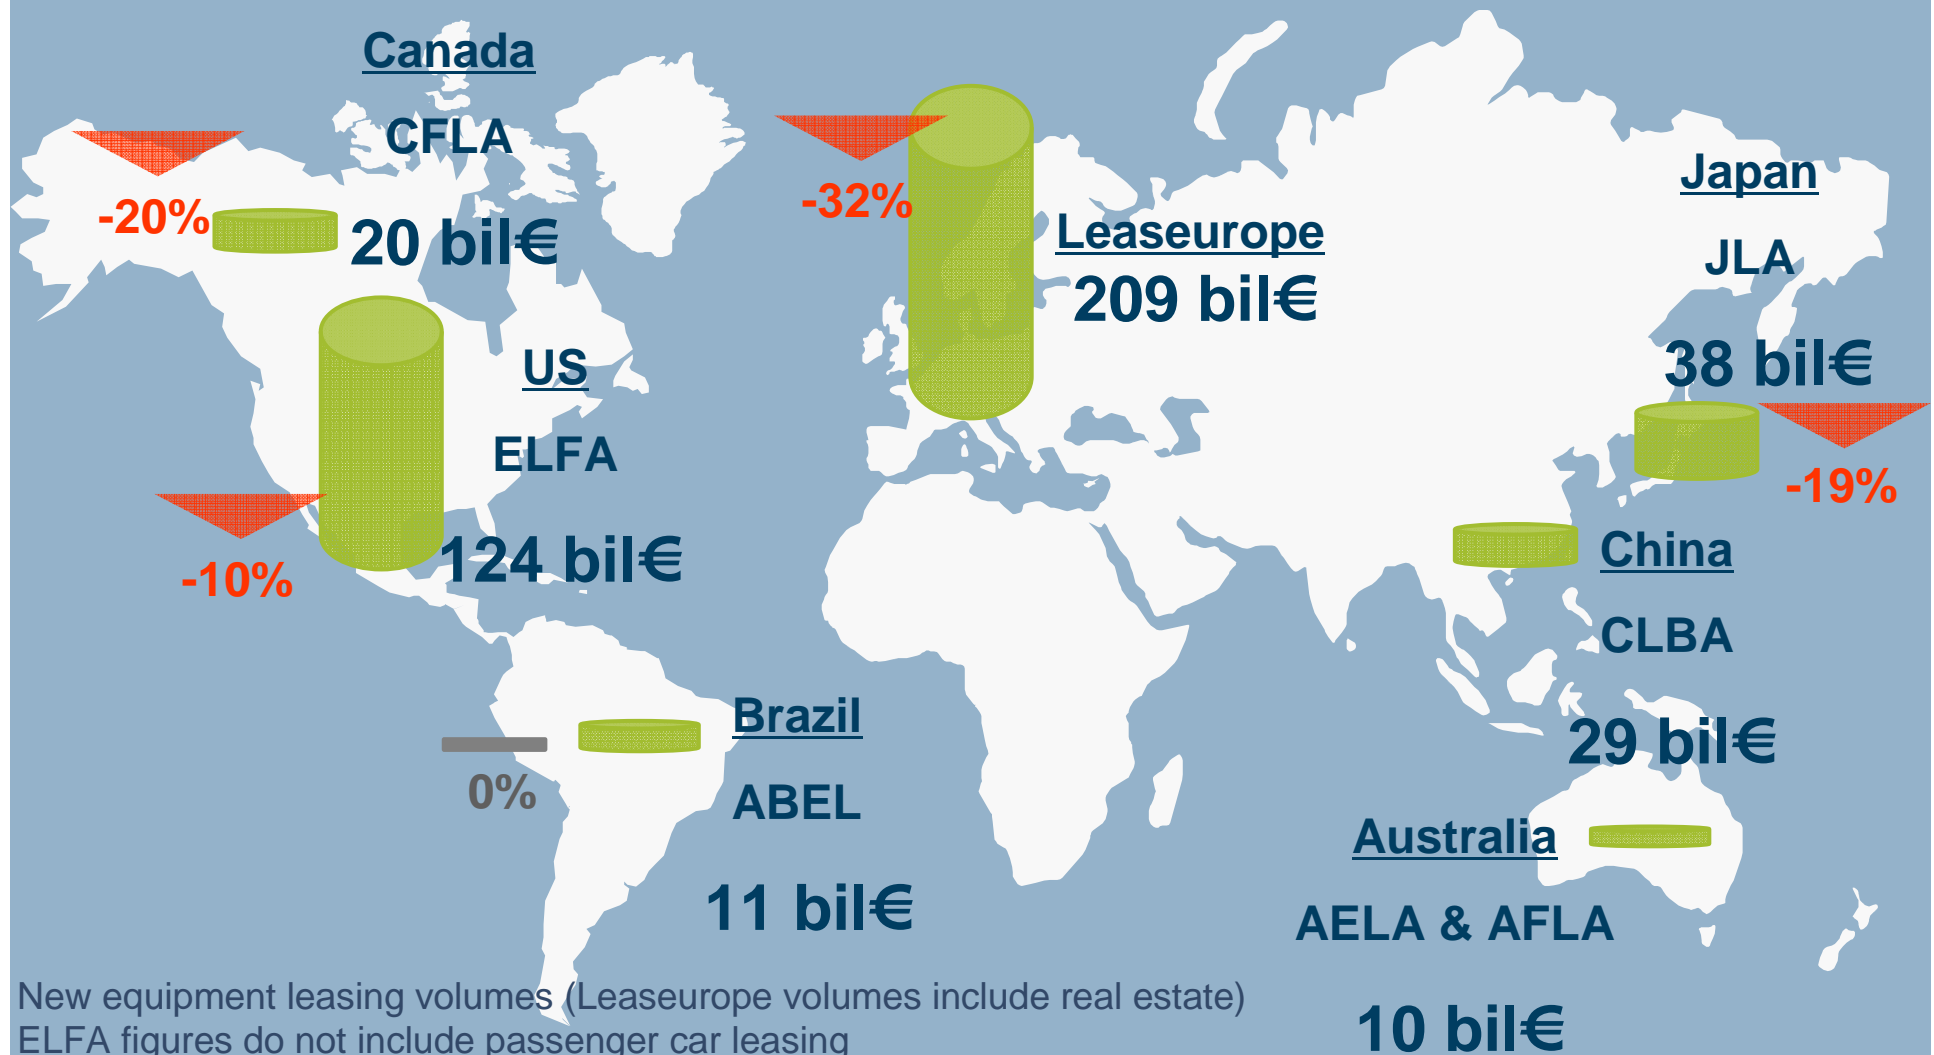 Canada
CFLA
-20%
20 bil€
US
ELFA
-10%
124 bil€
-32%
Leaseurope
209 bil€
Japan
JLA
38 bil€
-19%
China
CLBA
29 bil€
Brazil
0%
ABEL
11 bil€
Australia
AELA & AFLA
10 bil€
New equipment leasing volumes (Leaseurope volumes include real estate)
ELFA figures do not include passenger car leasing